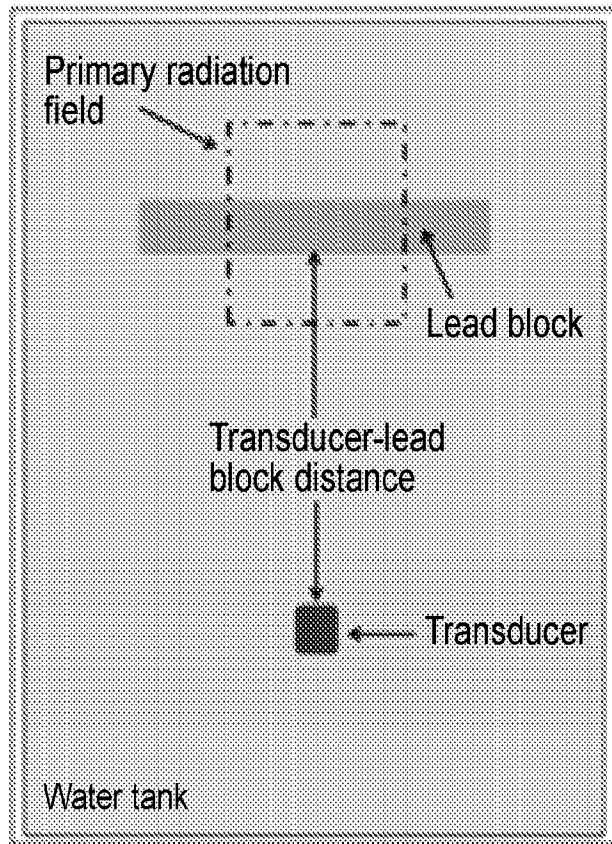 Primary radiation
field
Lead block
Transducer-lead
block distance
Transducer
Water tank